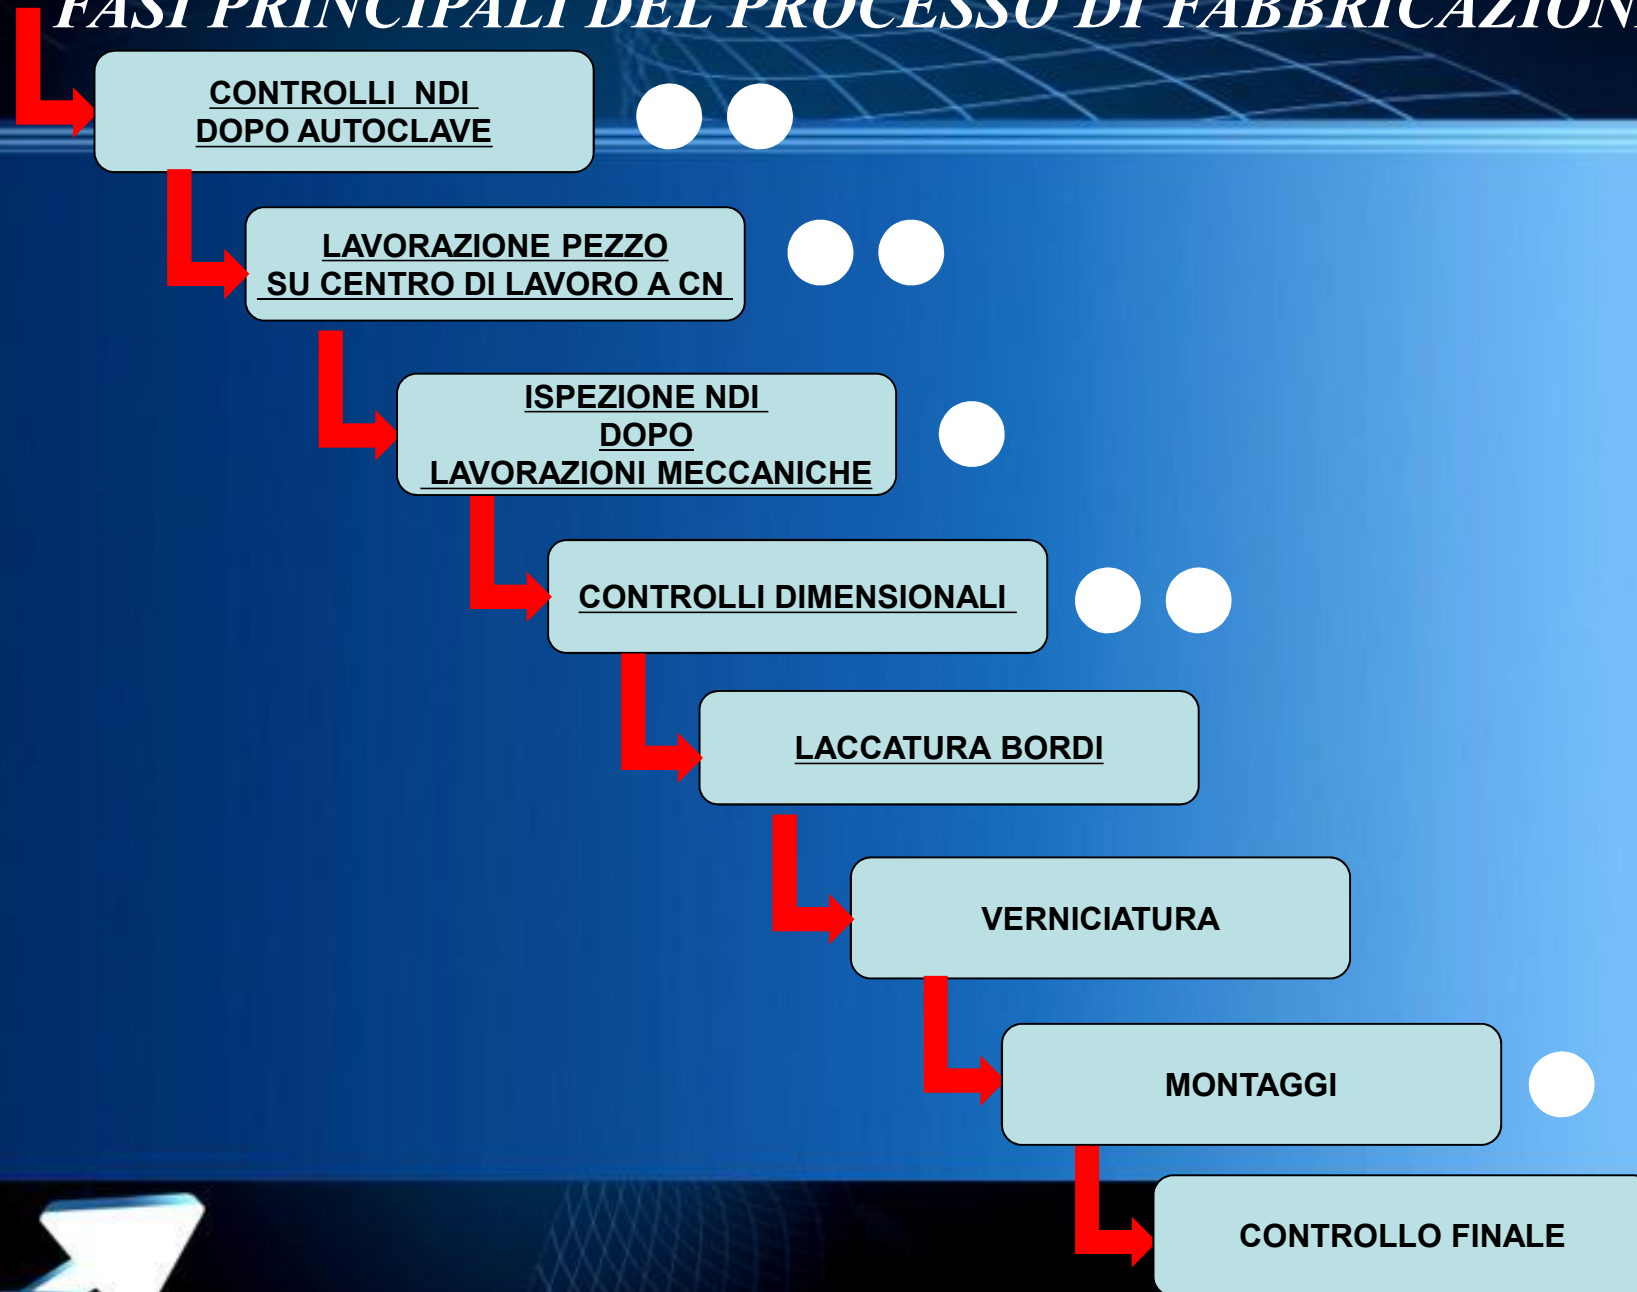 FASI PRINCIPALI DEL PROCESSO DI FABBRICAZIONE
CONTROLLI NDI
DOPO AUTOCLAVE
LAVORAZIONE PEZZO
SU CENTRO DI LAVORO A CN
ISPEZIONE NDI
DOPO
LAVORAZIONI MECCANICHE
CONTROLLI DIMENSIONALI
LACCATURA BORDI
VERNICIATURA
MONTAGGI
CONTROLLO FINALE